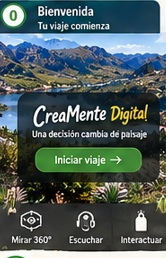 0
Bienvenida
Tu viaje comienza
CreaMente Digital
Una decisión cambia de paisaje
Iniciar viaje →
Mirar 360°
Escuchar
Interactuar